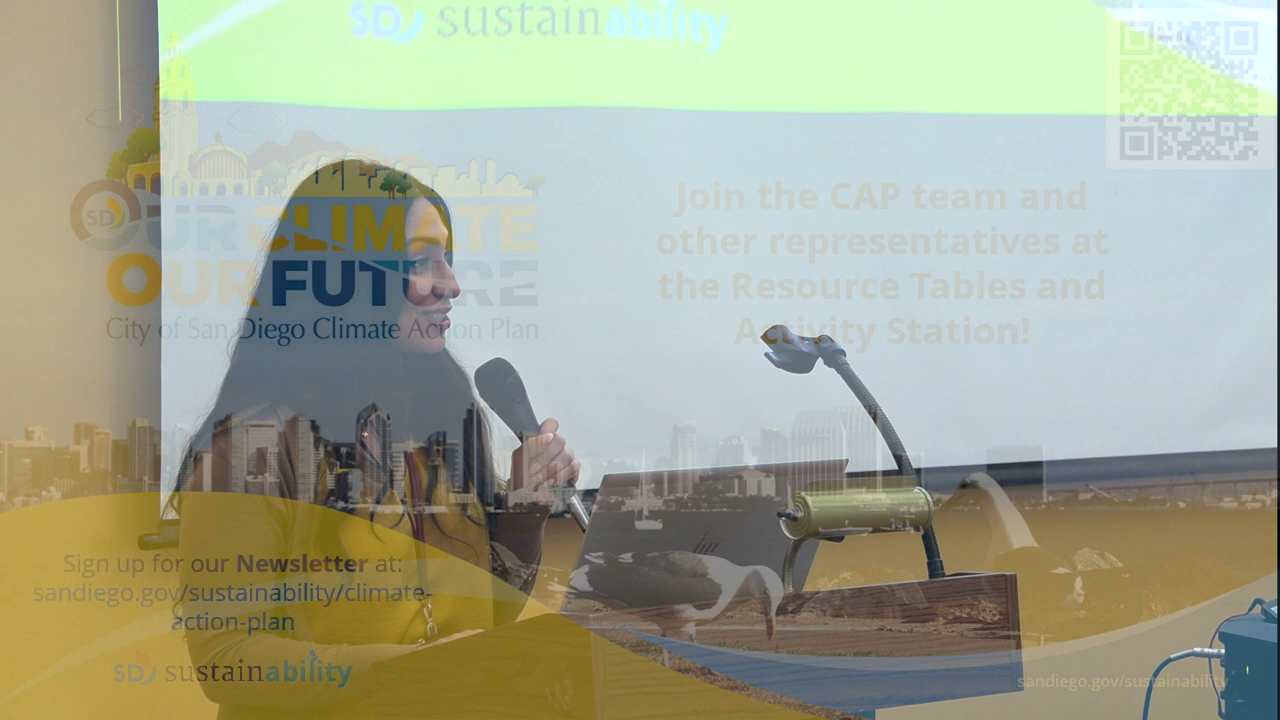 SD sustainability
SD
OUR CLIMATE
OUR FUTURE
City of San Diego Climate Action Plan
Join the CAP team and
other representatives at
the Resource Tables and
Activity Station!
hp
Sign up for our Newsletter at:
sandiego.gov/sustainability/climate-
action-plan
SD sustainability
sandiego.gov/sustainability